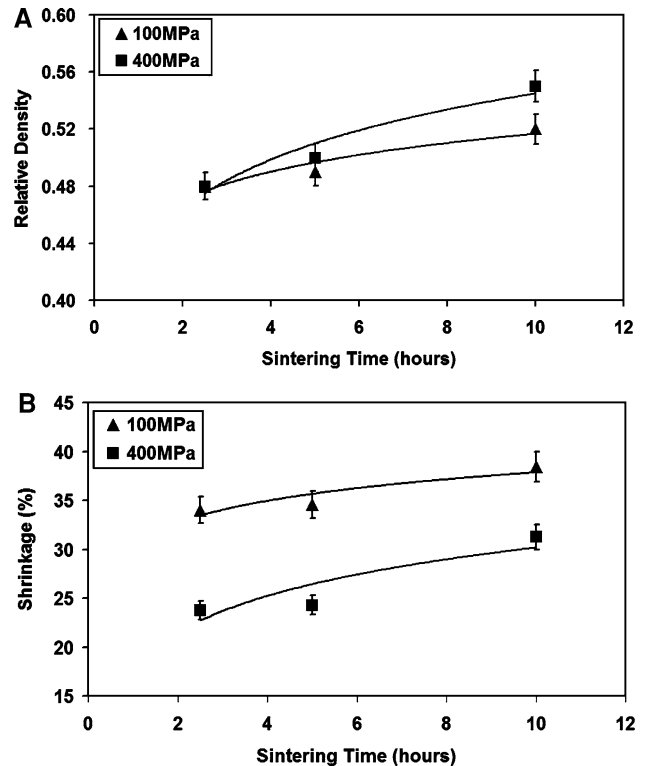 A
100MPa
400MPa
0.60
0.56
0.52
0.48
0.44
0.40
Relative Density
0 2 4 6 8 10 12
Sintering Time (hours)
B
100MPa
400MPa
45
40
35
30
25
20
15
Shrinkage (%)
0 2 4 6 8 10 12
Sintering Time (hours)